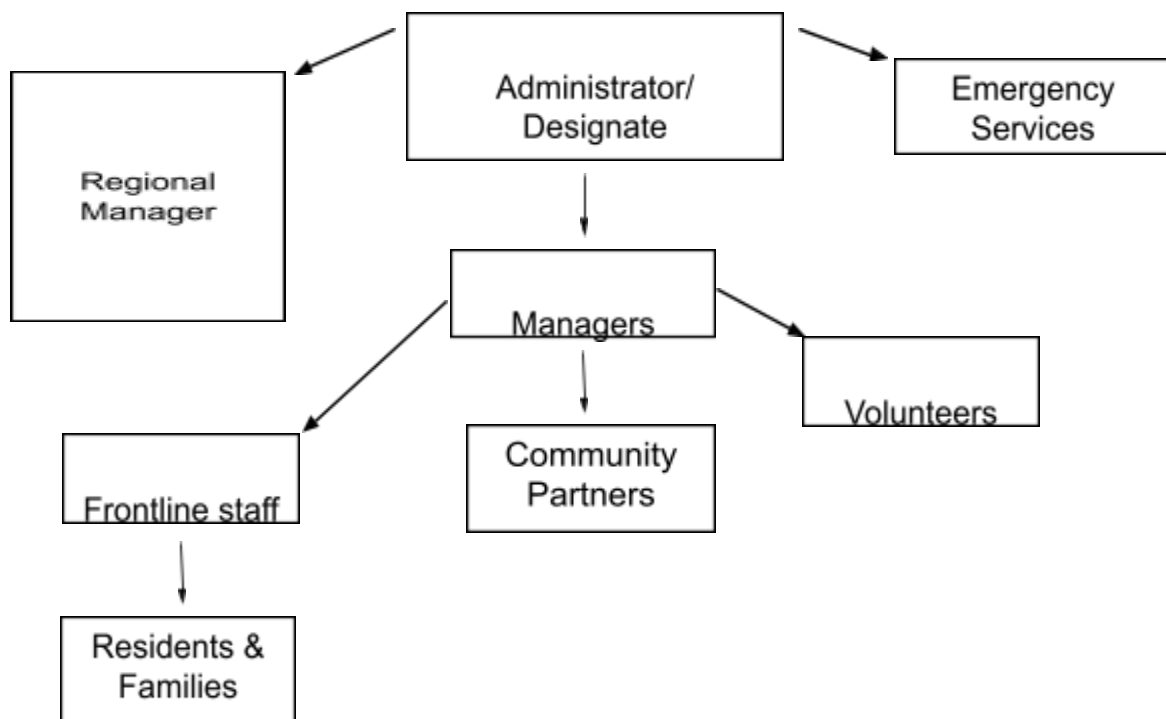 Administrator/
Designate
Emergency
Services
Regional
Manager
Managers
Volunteers
Community
Partners
Frontline staff
Residents &
Families